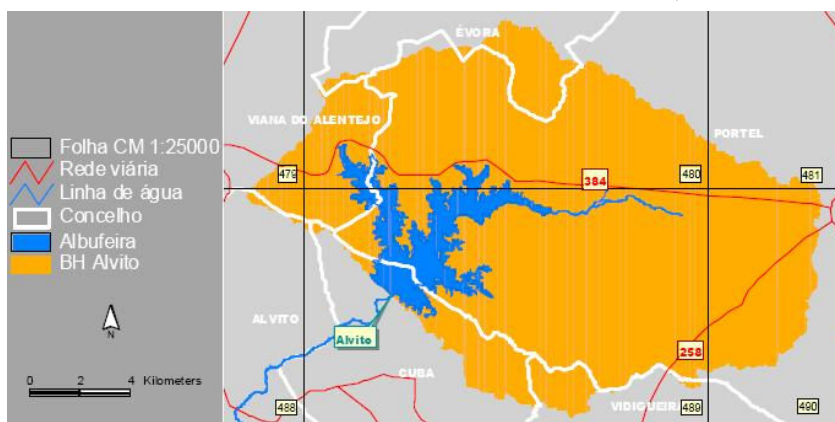 Folha CM 1:25000
Rede viária
Linha de água
Concelho
Albufeira
BH Alvito
N
0 2 4 Kilometers
ÉVORA
VIANA DO ALENTEJO
PORTEL
479
384
480
481
ALVITO
Alvito
CUBA
258
VIDIGUEIRA
488
489
490